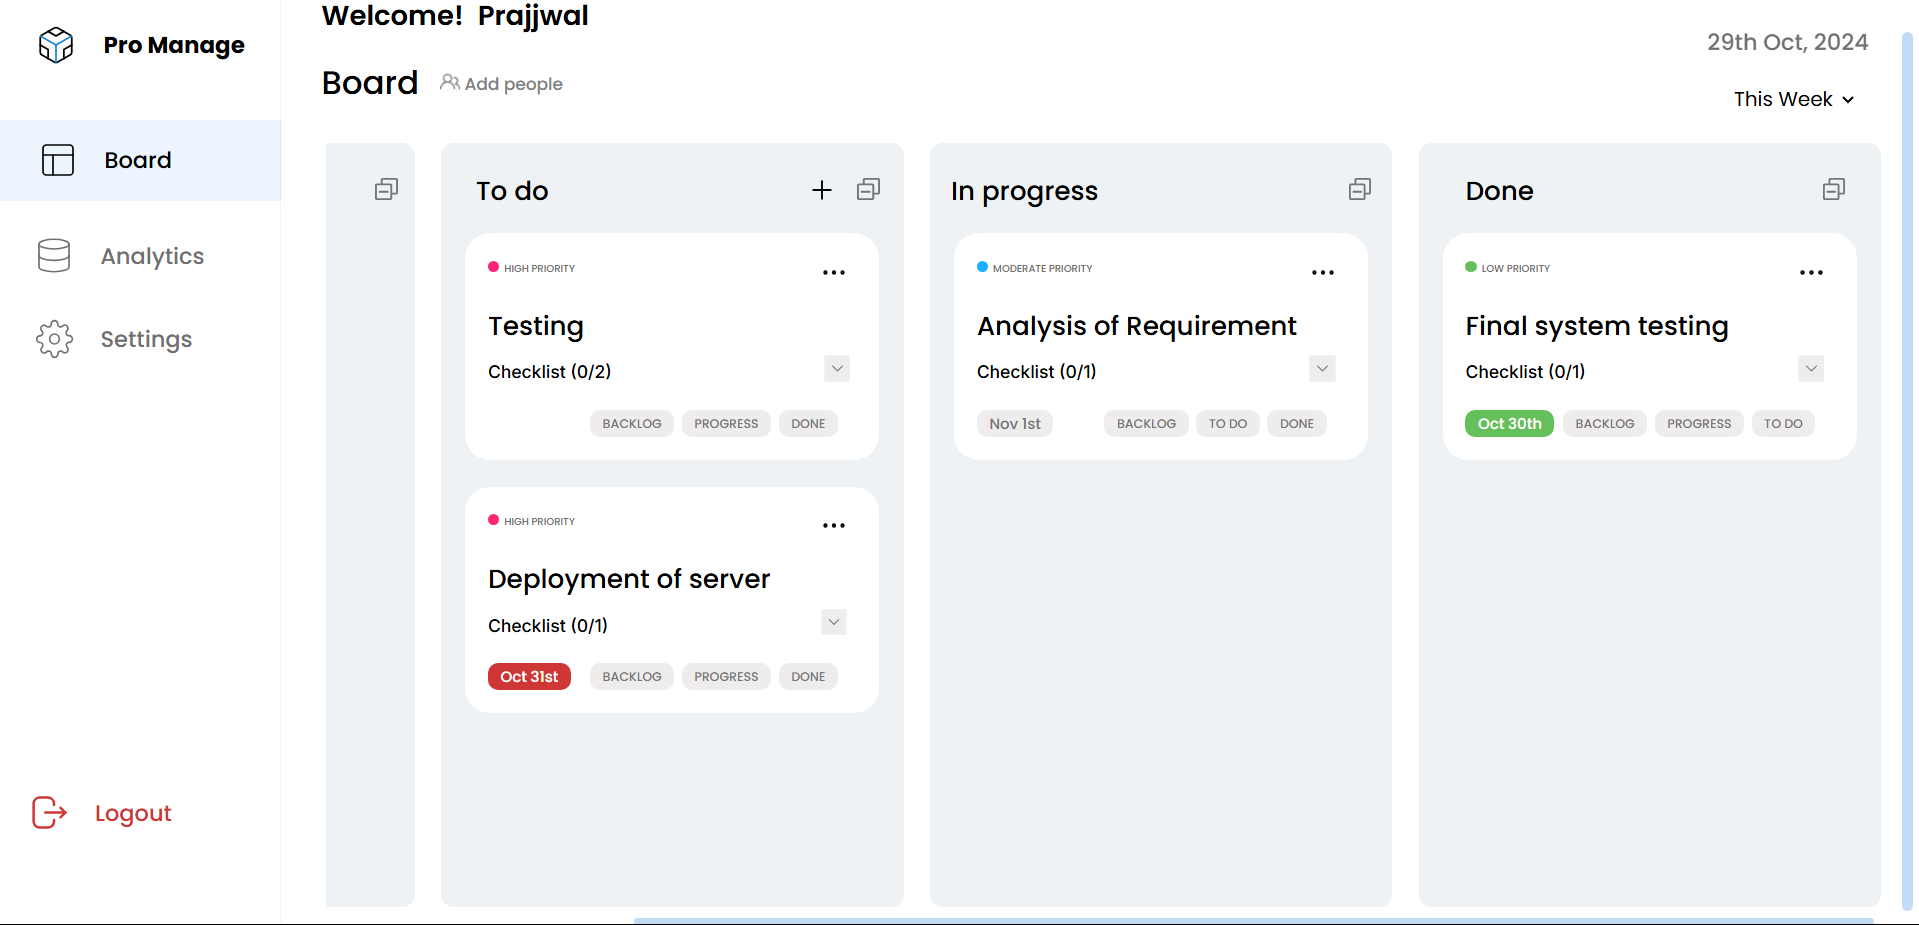 Pro Manage
Board
Analytics
Settings
Logout
Welcome! Prajjwal
29th Oct, 2024
Board Add people
This Week
To do
HIGH PRIORITY
Testing
Checklist (0/2)
BACKLOG PROGRESS DONE
HIGH PRIORITY
Deployment of server
Checklist (0/1)
Oct 31st BACKLOG PROGRESS DONE
In progress
MODERATE PRIORITY
Analysis of Requirement
Checklist (0/1)
Nov 1st BACKLOG TO DO DONE
Done
LOW PRIORITY
Final system testing
Checklist (0/1)
Oct 30th BACKLOG PROGRESS TO DO